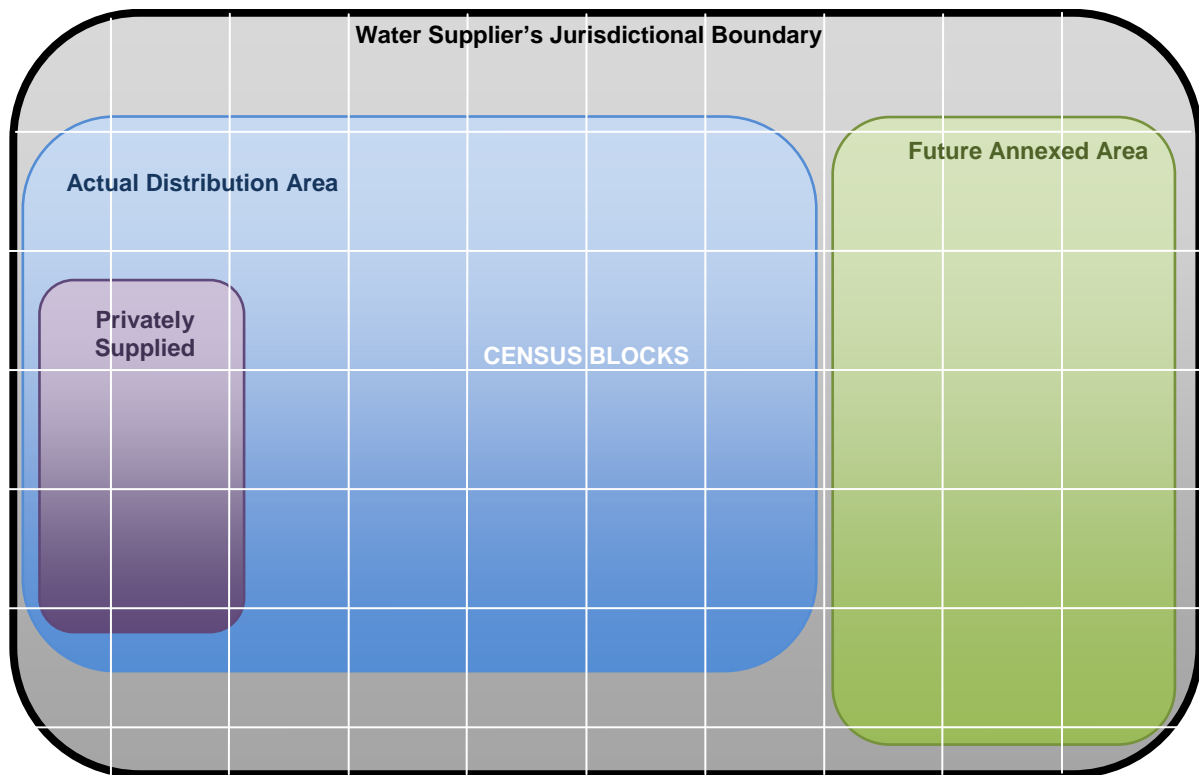 Water Supplier’s Jurisdictional Boundary
Future Annexed Area
Actual Distribution Area
Privately
Supplied
CENSUS BLOCKS